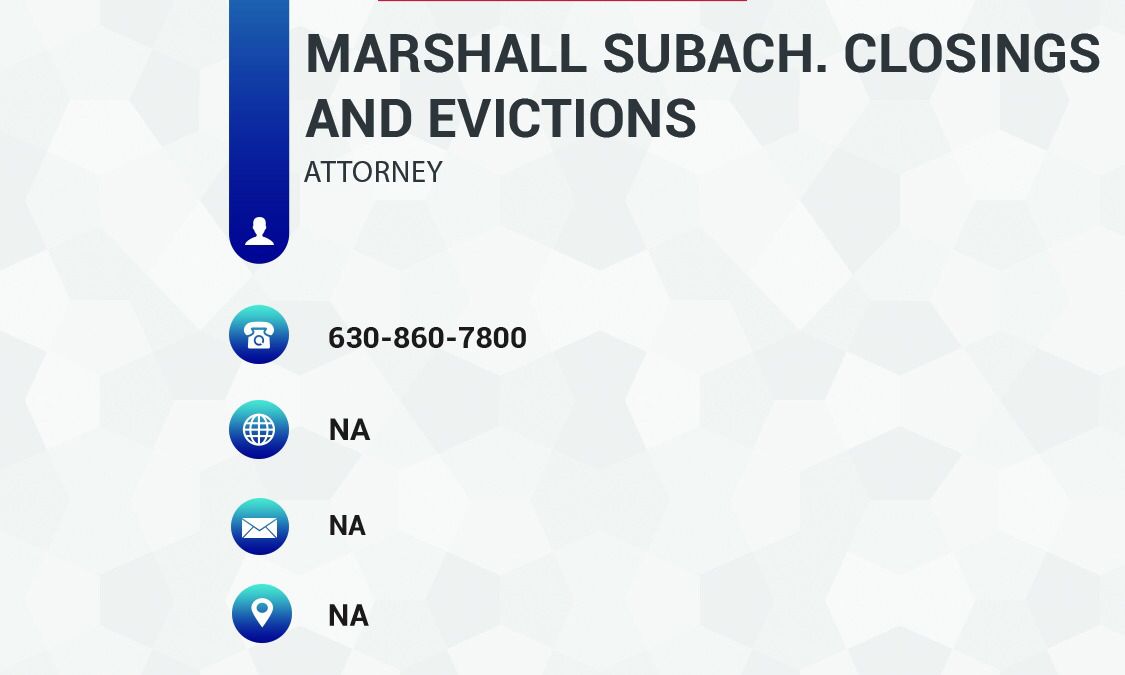 MARSHALL SUBACH. CLOSINGS
AND EVICTIONS
ATTORNEY
630-860-7800
NA
NA
NA